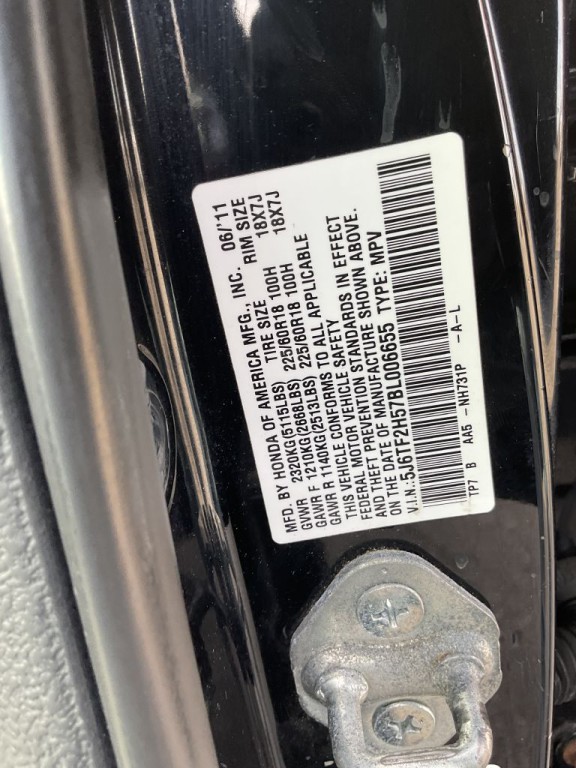 MFD. BY HONDA OF AMERICA MFG., INC. 06/'11
GVWR 2320KG(5115LBS) TIRE SIZE RIM SIZE
GAWR F 1210KG(2668LBS) 225/60R18 100H 18X7J
GAWR R 1140KG(2513LBS) 225/60R18 100H 18X7J
THIS VEHICLE CONFORMS TO ALL APPLICABLE
FEDERAL MOTOR VEHICLE SAFETY
AND THEFT PREVENTION STANDARDS IN EFFECT
ON THE DATE OF MANUFACTURE SHOWN ABOVE.
V.I.N.:5J6TF2H57BL006655 TYPE: MPV
TP7 B AA5 -NH731P -A-L